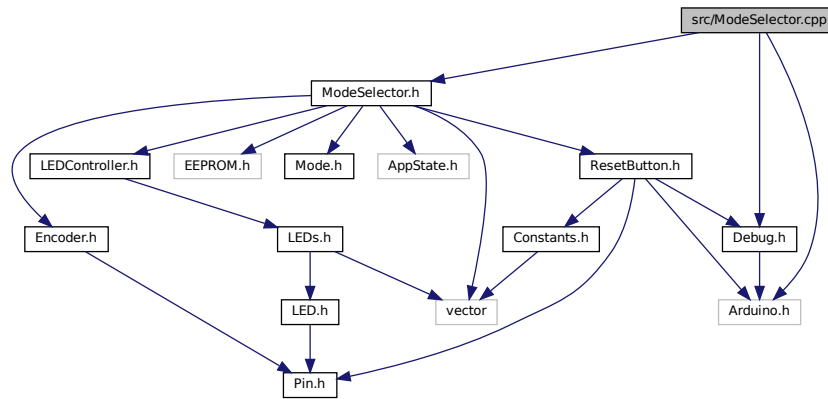 src/ModeSelector.cpp
ModeSelector.h
LEDController.h
EEPROM.h
Mode.h
AppState.h
ResetButton.h
Encoder.h
LEDs.h
Constants.h
Debug.h
LED.h
vector
Arduino.h
Pin.h